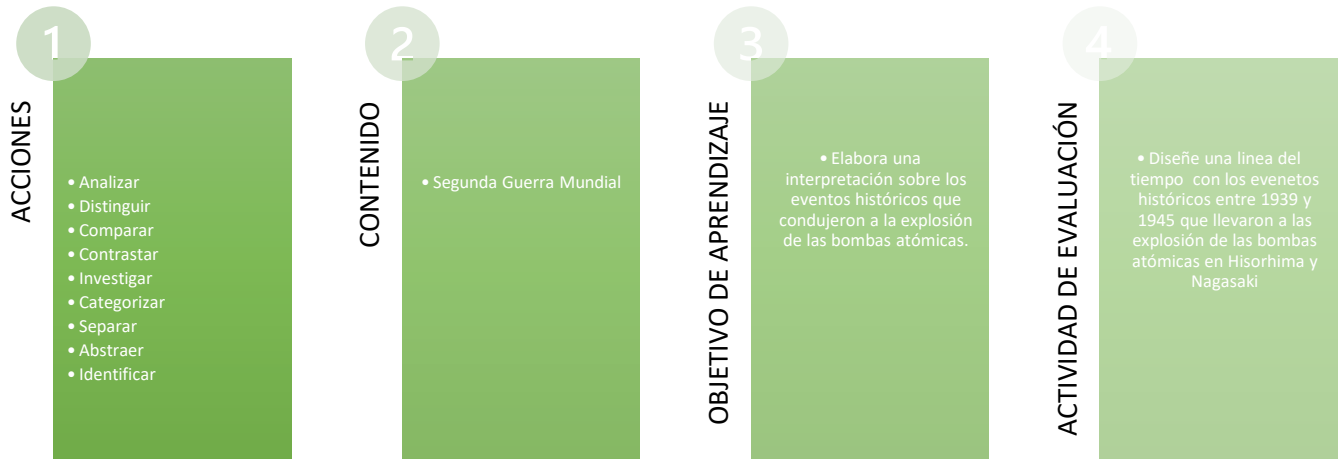 1
ACCIONES
• Analizar
• Distinguir
• Comparar
• Contrastar
• Investigar
• Categorizar
• Separar
• Abstraer
• Identificar
2
CONTENIDO
• Segunda Guerra Mundial
3
OBJETIVO DE APRENDIZAJE
• Elabora una
interpretación sobre los
eventos históricos que
condujeron a la explosión
de las bombas atómicas.
4
ACTIVIDAD DE EVALUACIÓN
• Diseñe una linea del
tiempo con los evenetos
históricos entre 1939 y
1945 que llevaron a las
explosión de las bombas
atómicas en Hisorhima y
Nagasaki